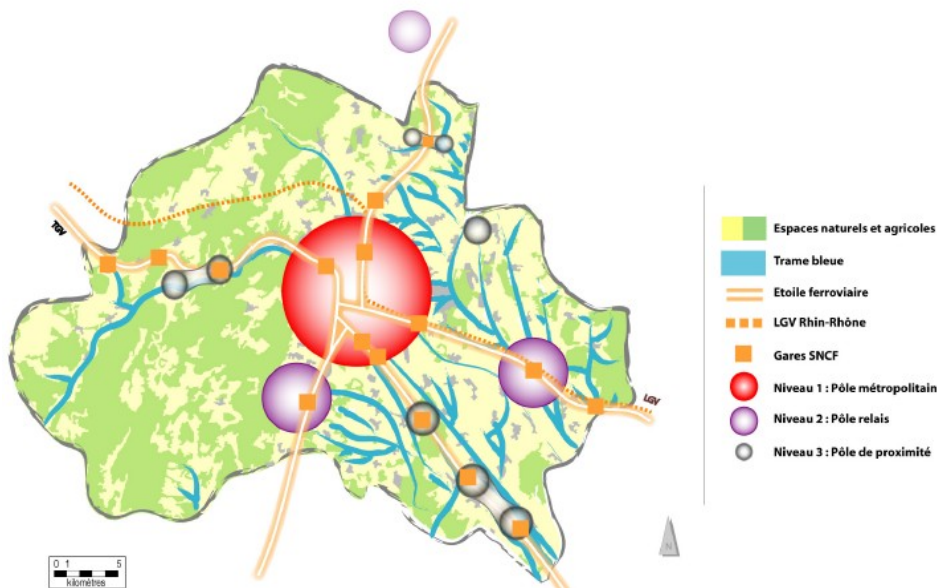 TGV
LGV
Espaces naturels et agricoles
Trame bleue
Etoile ferroviaire
LGV Rhin-Rhône
Gares SNCF
Niveau 1 : Pôle métropolitain
Niveau 2 : Pôle relais
Niveau 3 : Pôle de proximité
0 1 5
kilomètres
N